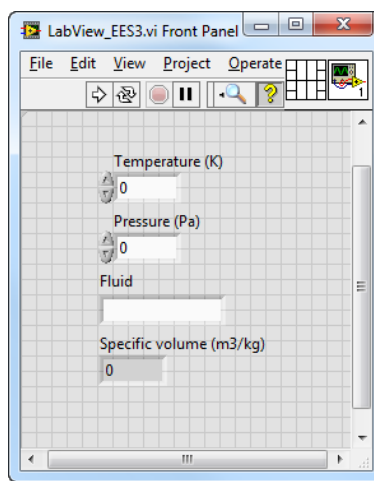 LabView_EES3.vi Front Panel
File Edit View Project Operate
1
Temperature (K)
0
Pressure (Pa)
0
Fluid
Specific volume (m3/kg)
0